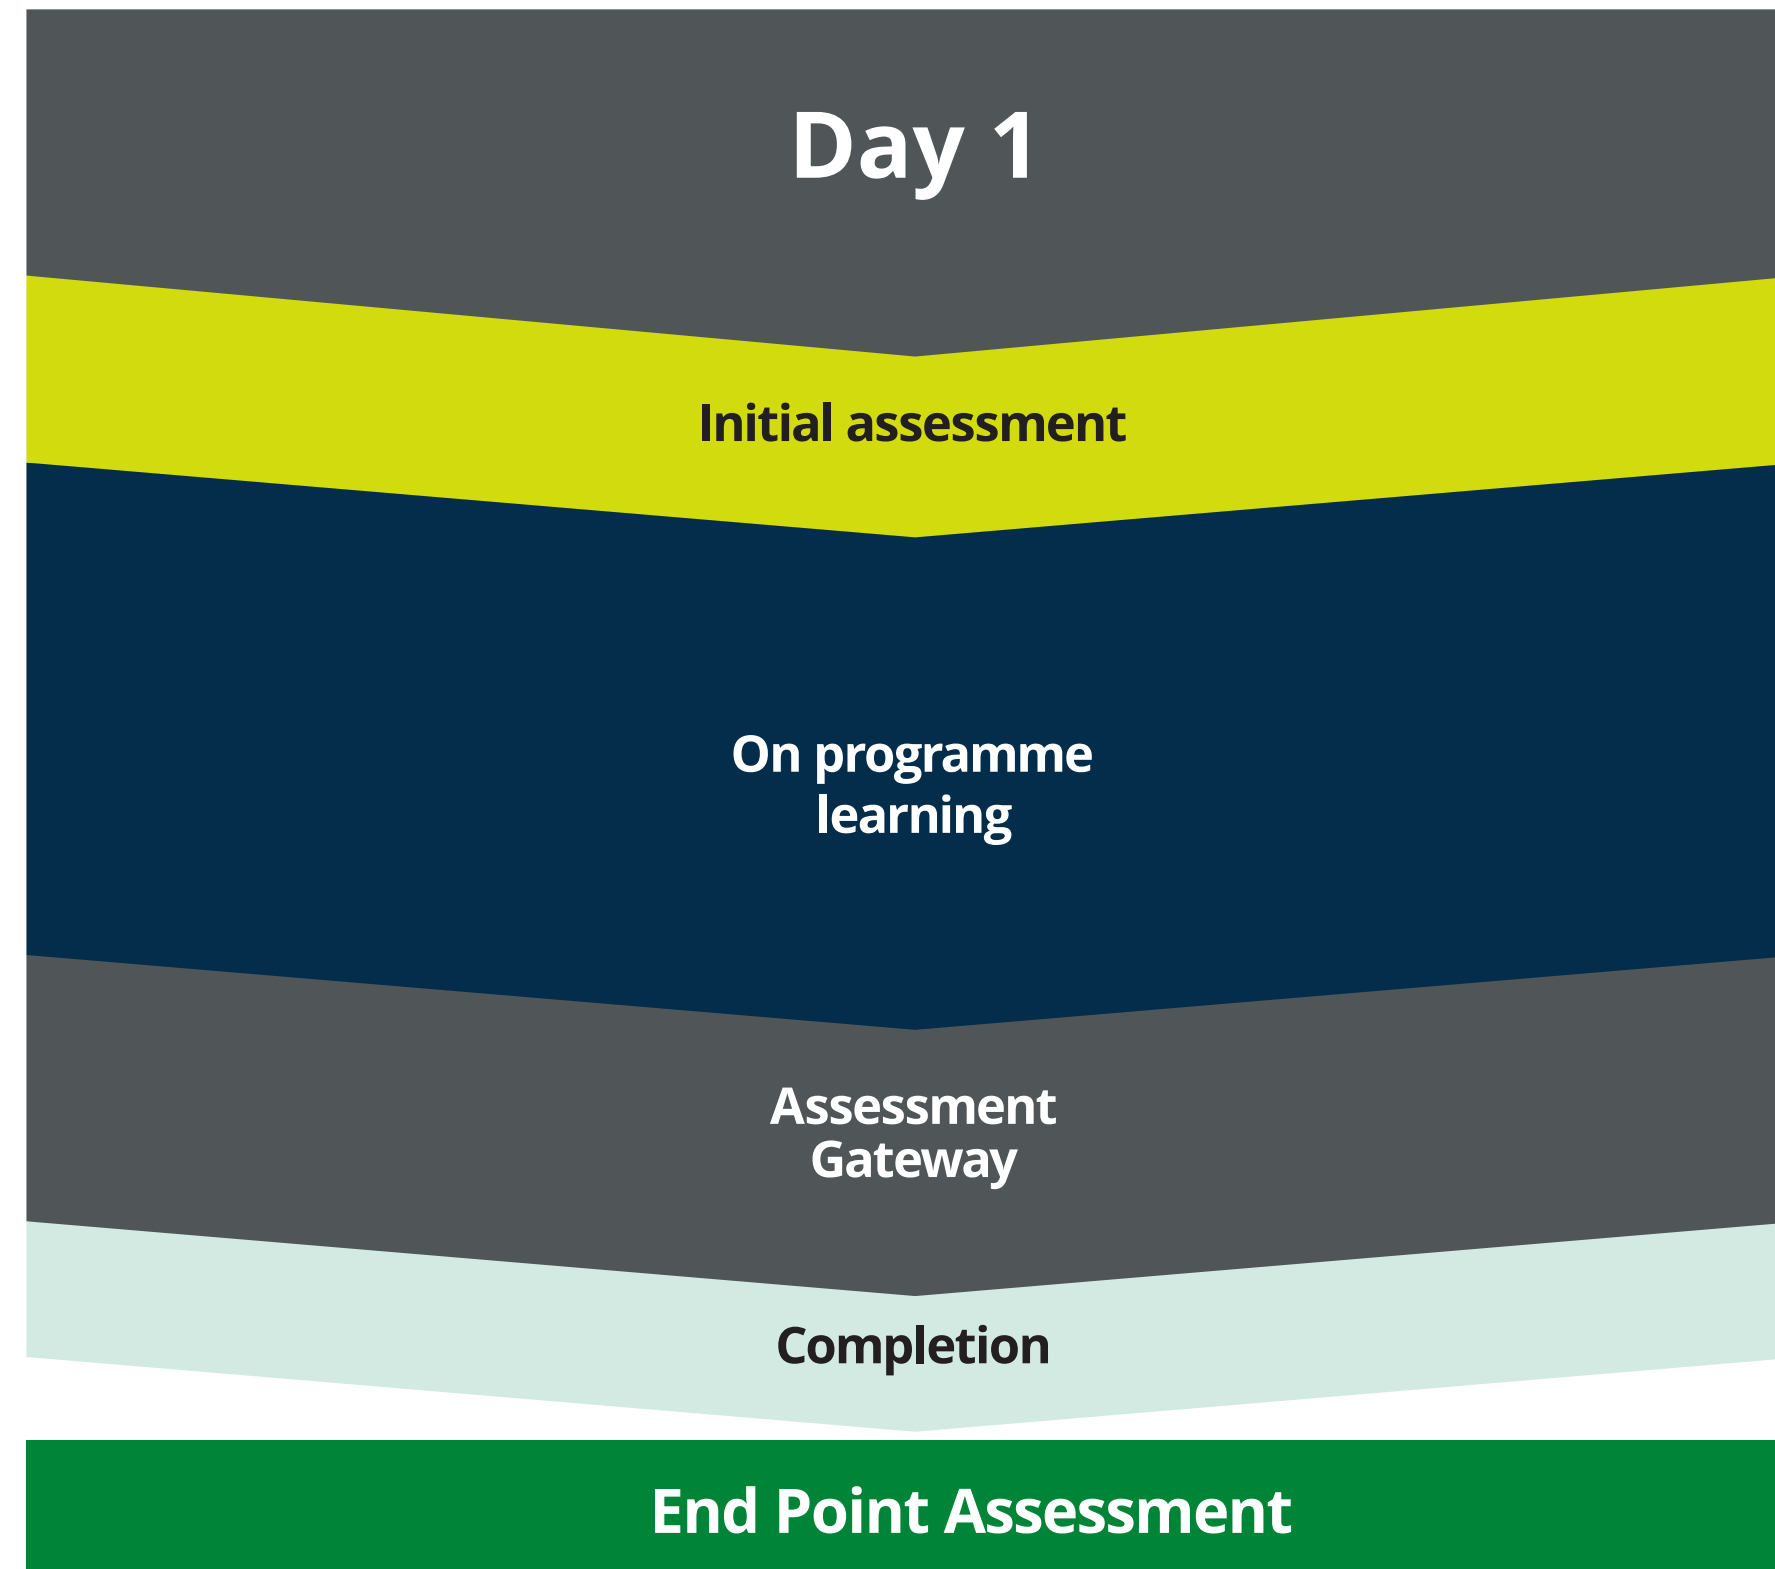 Day 1
Initial assessment
On programme
learning
Assessment
Gateway
Completion
End Point Assessment